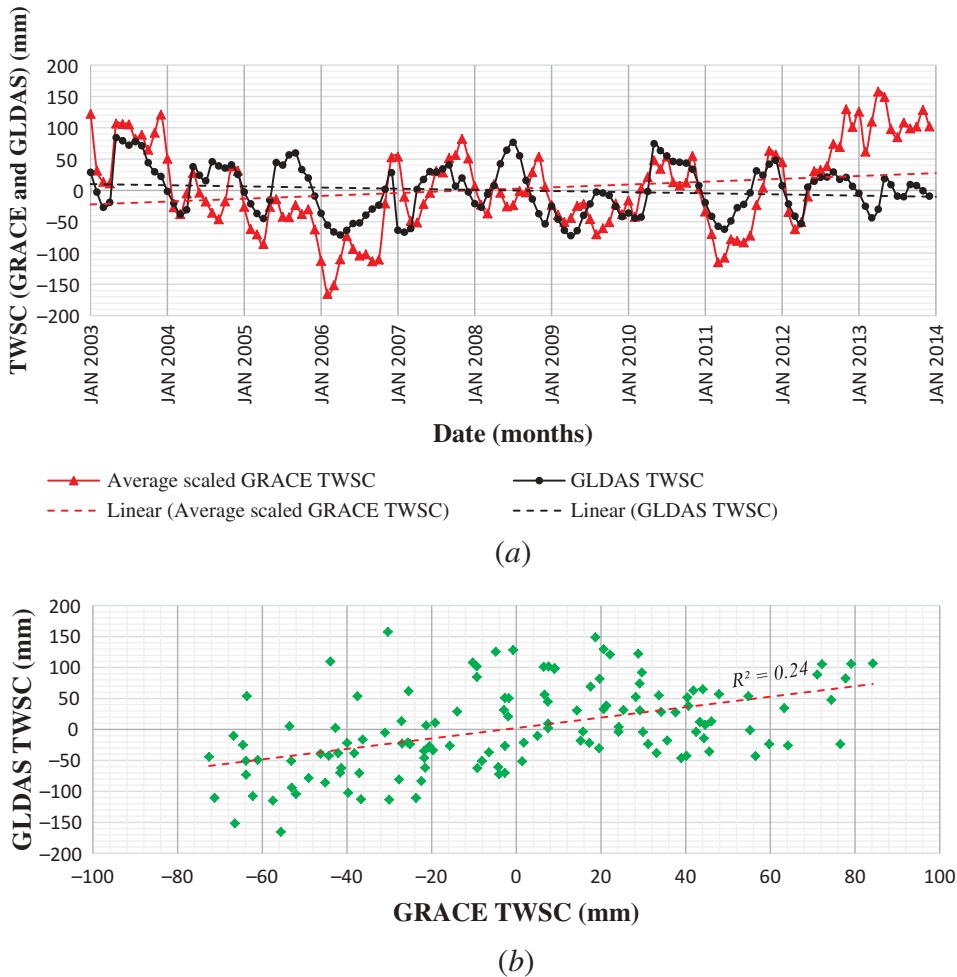 TWSC (GRACE and GLDAS) (mm)
200
150
100
50
0
−50
−100
−150
−200
JAN 2003
JAN 2004
JAN 2005
JAN 2006
JAN 2007
JAN 2008
JAN 2009
JAN 2010
JAN 2011
JAN 2012
JAN 2013
JAN 2014
Date (months)
Average scaled GRACE TWSC
GLDAS TWSC
Linear (Average scaled GRACE TWSC)
Linear (GLDAS TWSC)
(a)
GLDAS TWSC (mm)
200
150
100
50
0
−50
−100
−150
−200
R² = 0.24
−100
−80
−60
−40
−20
0
20
40
60
80
100
GRACE TWSC (mm)
(b)